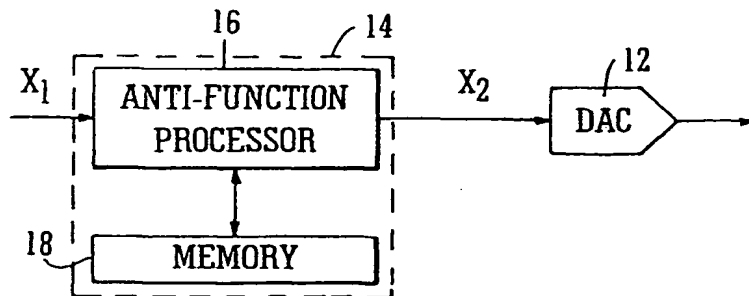 16
14
X1
ANTI-FUNCTION
PROCESSOR
X2
12
DAC
18
MEMORY